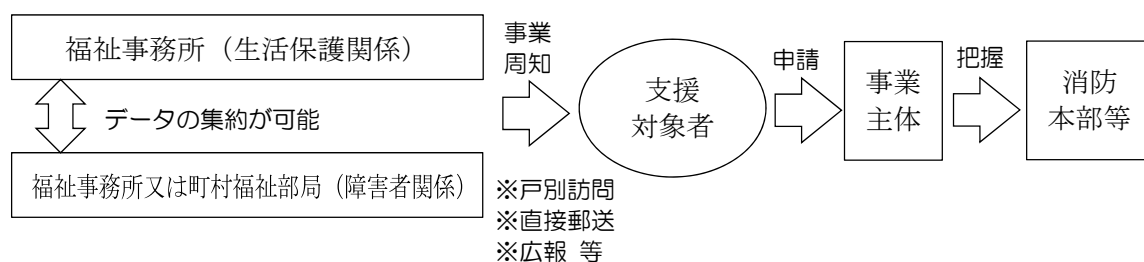 福祉事務所（生活保護関係）
データの集約が可能
福祉事務所又は町村福祉部局（障害者関係）
事業
周知
※戸別訪問
※直接郵送
※広報 等
支援
対象者
申請
事業
主体
把握
消防
本部等